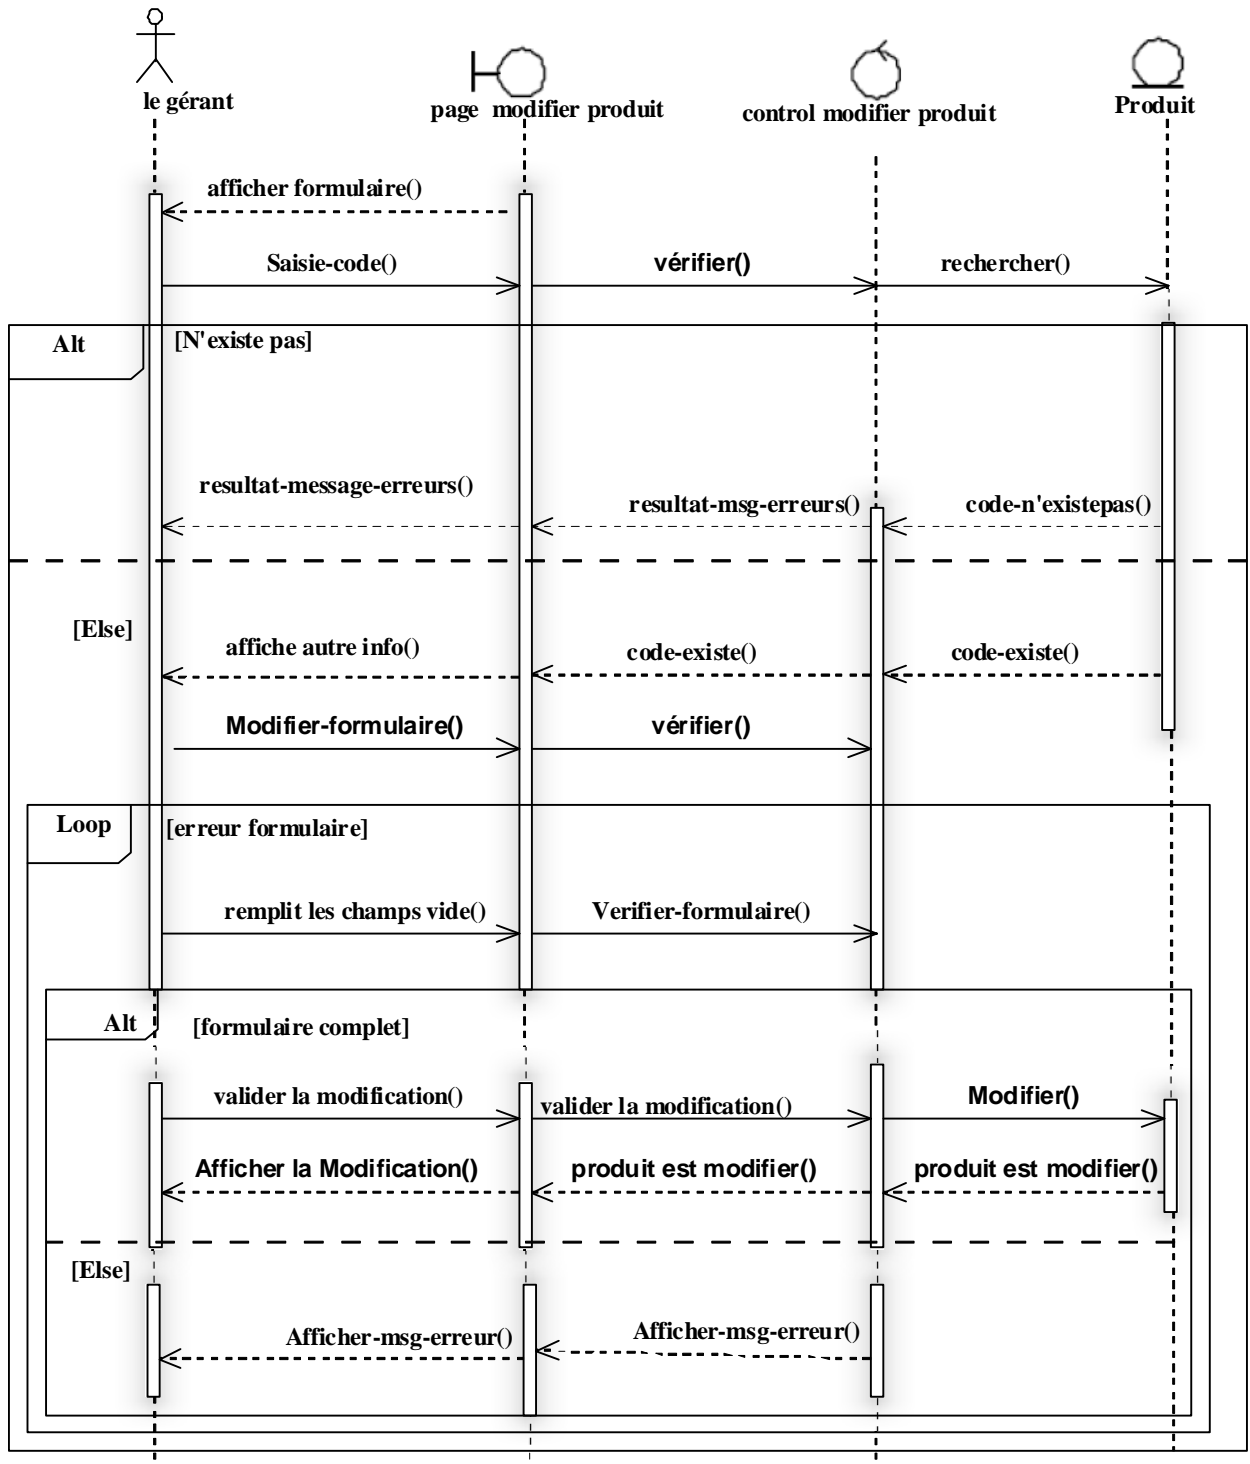 le gérant
page modifier produit
control modifier produit
Produit
afficher formulaire()
Saisie-code()
vérifier()
rechercher()
Alt
[N'existe pas]
resultat-message-erreurs()
resultat-msg-erreurs()
code-n'existepas()
[Else]
affiche autre info()
code-existe()
code-existe()
Modifier-formulaire()
vérifier()
Loop
[erreur formulaire]
remplit les champs vide()
Verifier-formulaire()
Alt
[formulaire complet]
valider la modification()
valider la modification()
Modifier()
Afficher la Modification()
produit est modifier()
produit est modifier()
[Else]
Afficher-msg-erreur()
Afficher-msg-erreur()